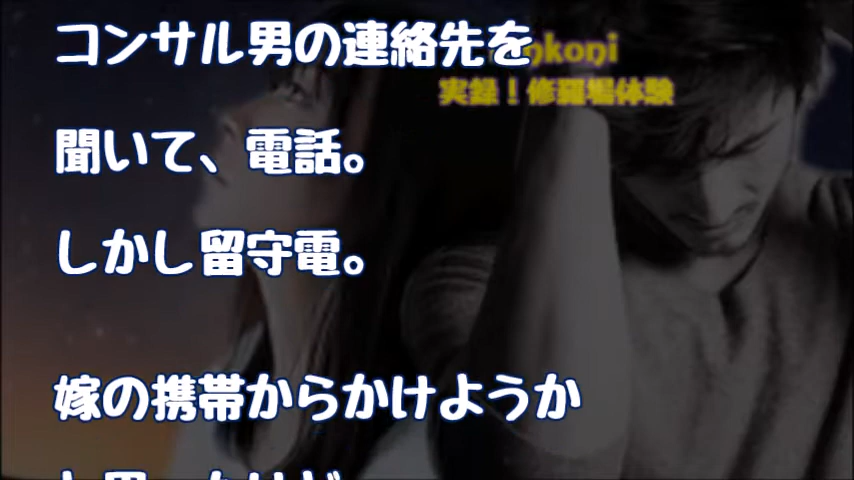 コンサル男の連絡先を
nkoni
実録！修羅場体験
聞いて、電話。
しかし留守電。
嫁の携帯からかけようか